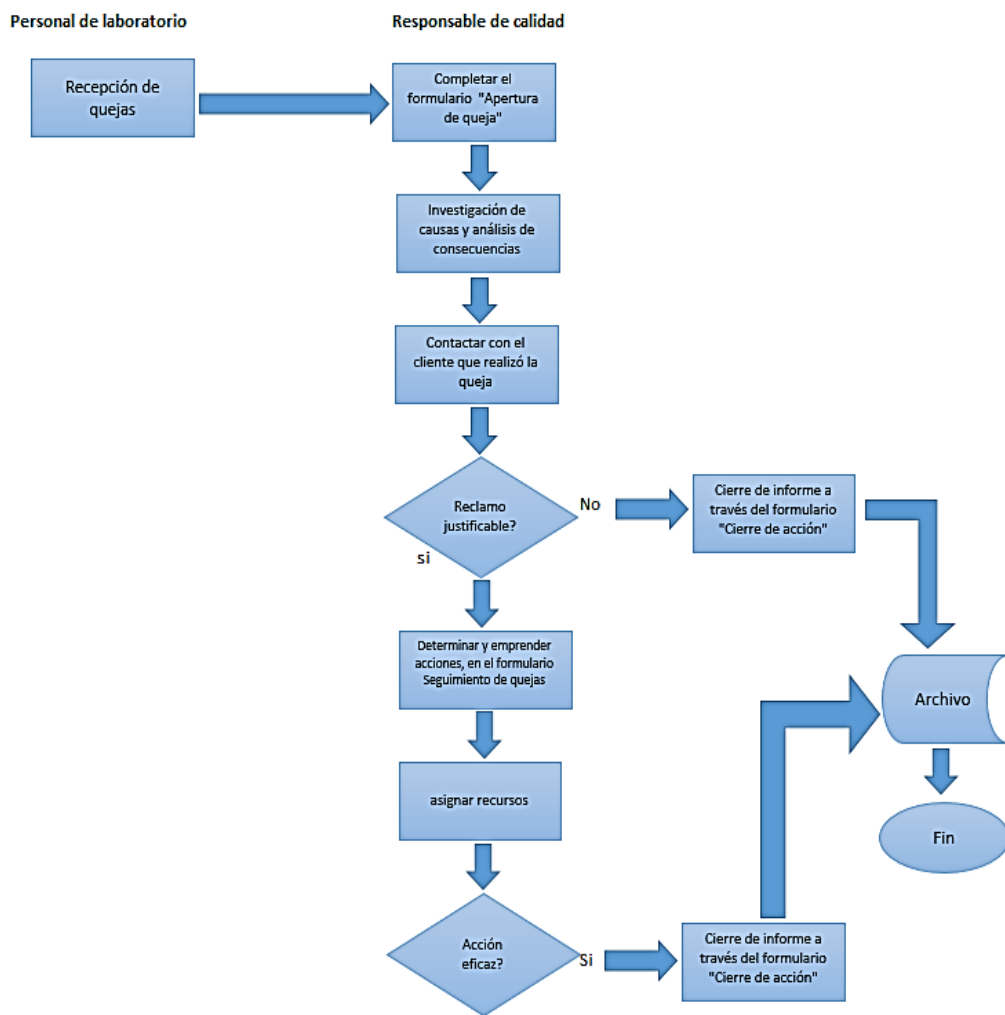 Personal de laboratorio
Responsable de calidad
Recepción de
quejas
Completar el
formulario "Apertura
de queja"
Investigación de
causas y análisis de
consecuencias
Contactar con el
cliente que realizó la
queja
Reclamo
justificable?
No
si
Cierre de informe a
través del formulario
"Cierre de acción"
Determinar y emprender
acciones, en el formulario
Seguimiento de quejas
Archivo
asignar recursos
Fin
Acción
eficaz?
Si
Cierre de informe a
través del formulario
"Cierre de acción"